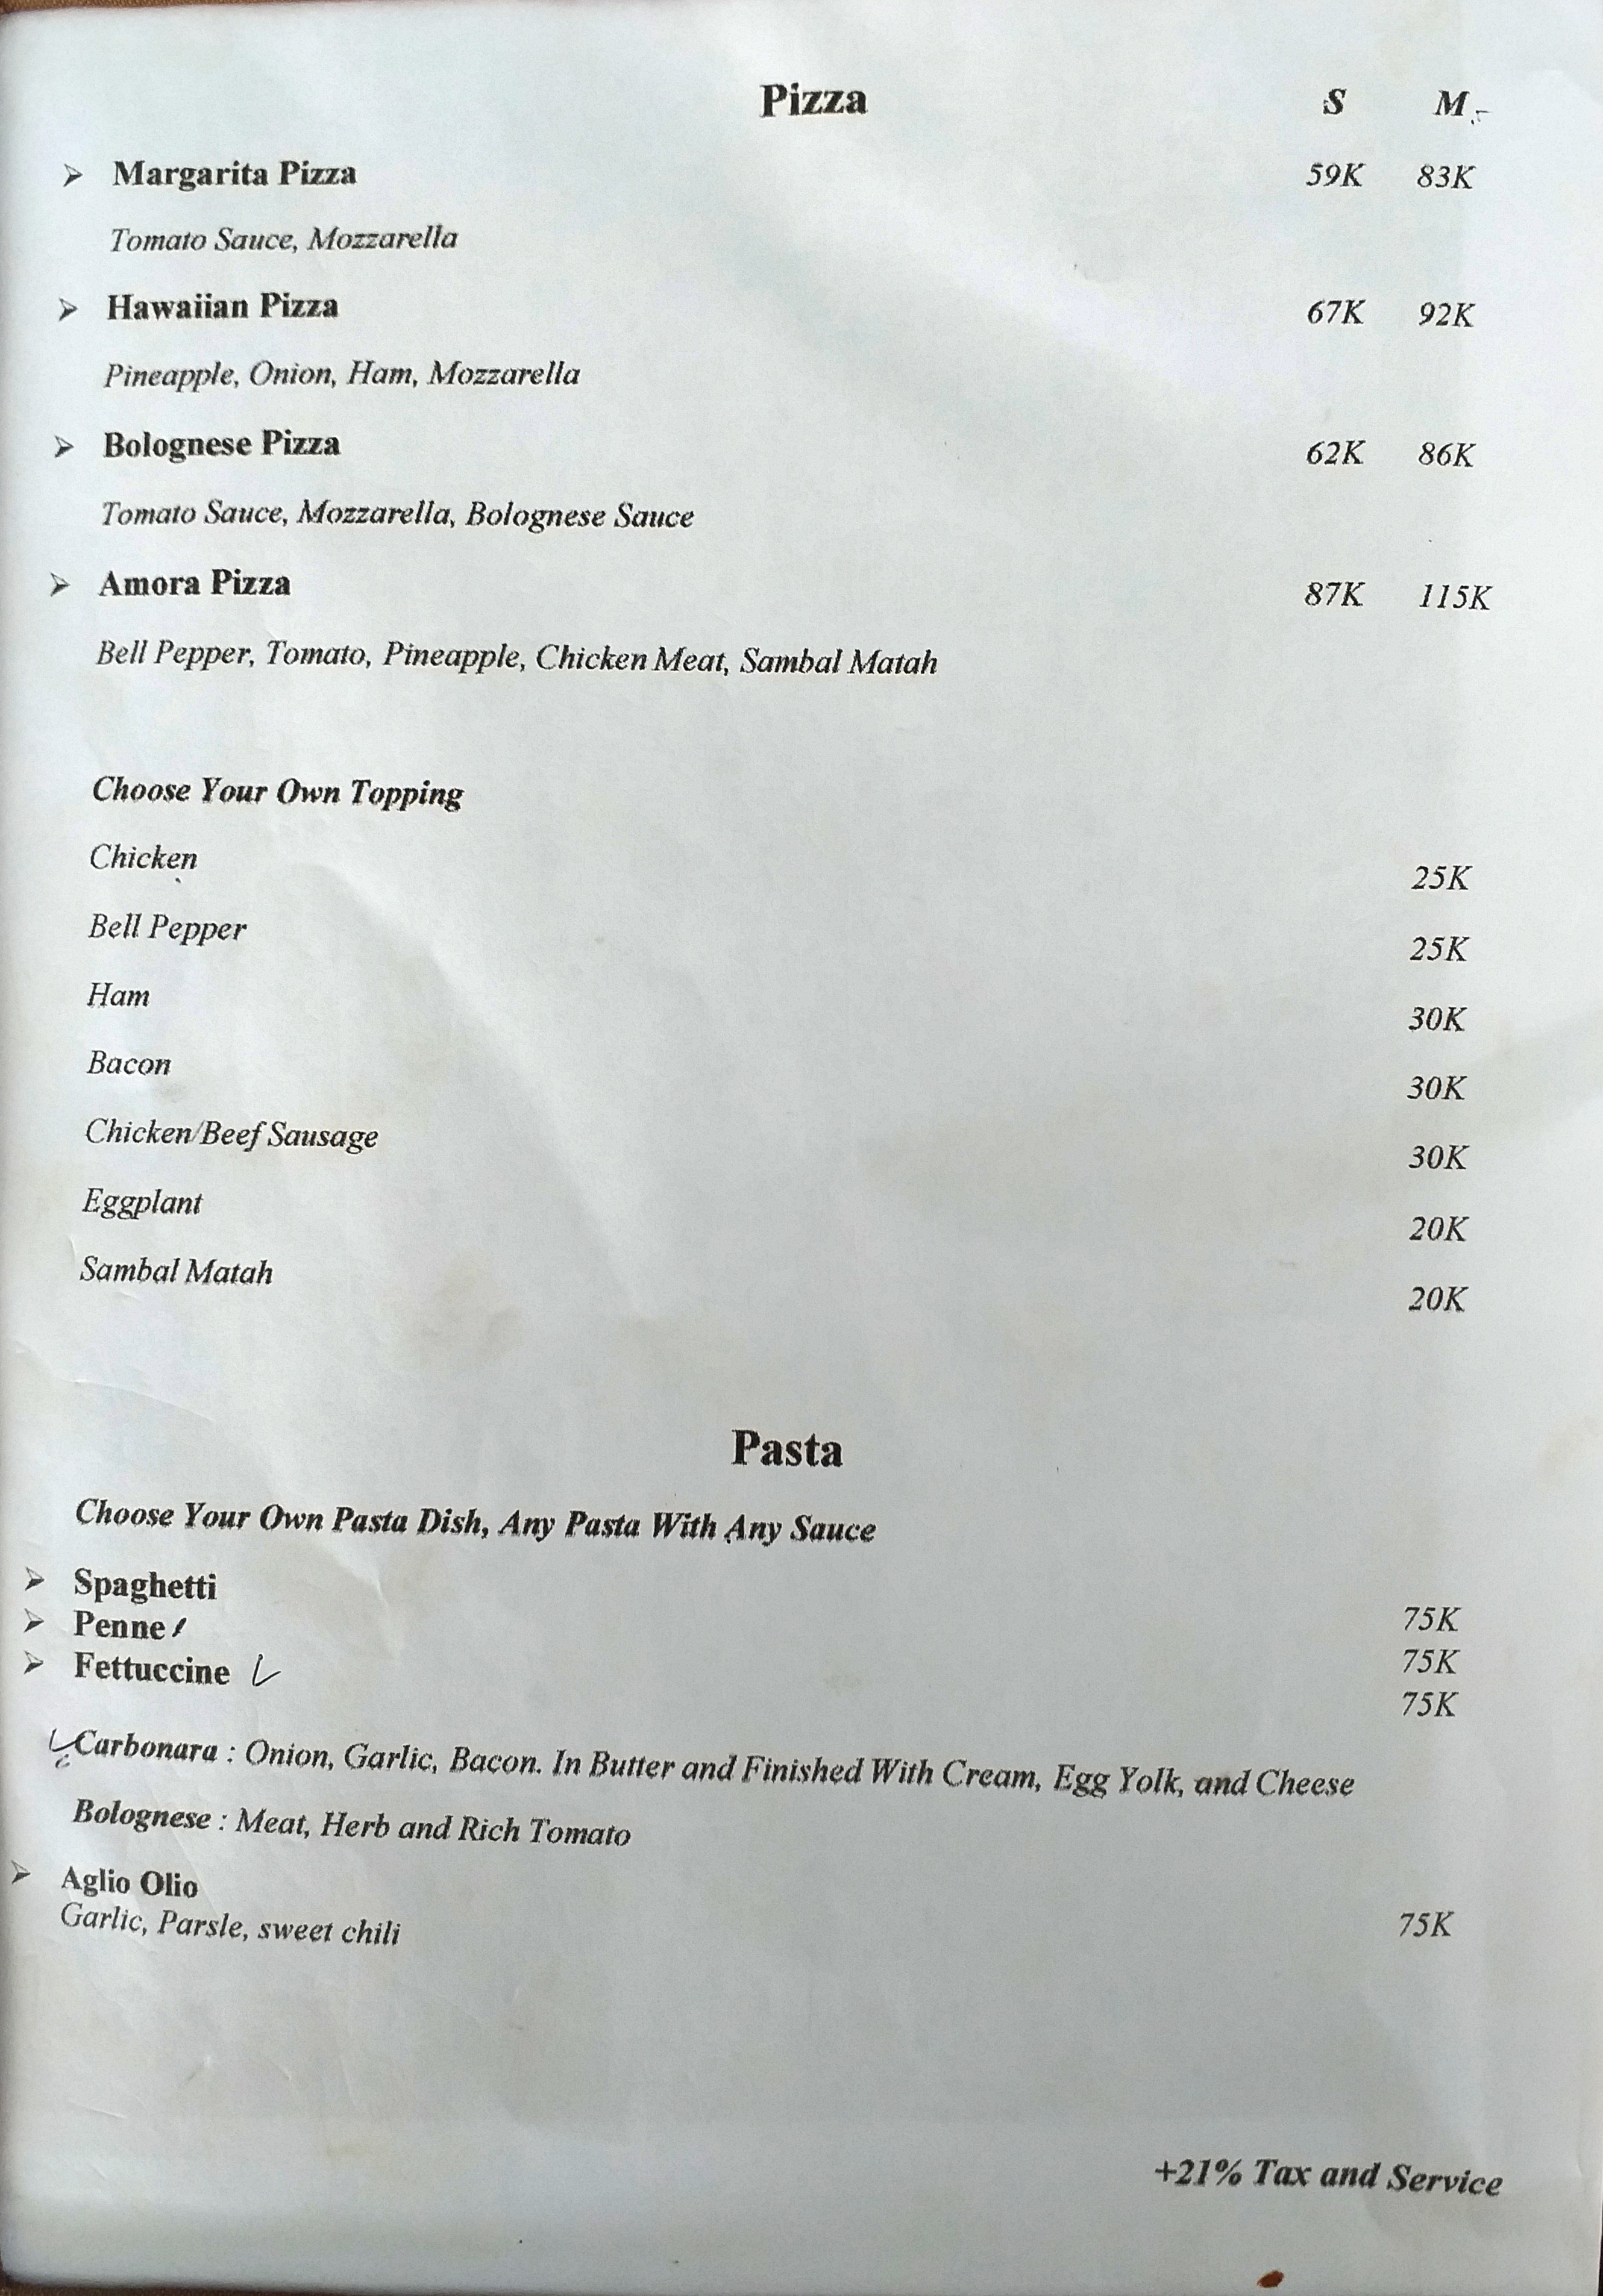 Pizza S M
➢ Margarita Pizza 59K 83K
Tomato Sauce, Mozzarella
➢ Hawaiian Pizza 67K 92K
Pineapple, Onion, Ham, Mozzarella
➢ Bolognese Pizza 62K 86K
Tomato Sauce, Mozzarella, Bolognese Sauce
➢ Amora Pizza 87K 115K
Bell Pepper, Tomato, Pineapple, Chicken Meat, Sambal Matah
Choose Your Own Topping
Chicken 25K
Bell Pepper 25K
Ham 30K
Bacon 30K
Chicken/Beef Sausage 30K
Eggplant 20K
Sambal Matah 20K
Pasta
Choose Your Own Pasta Dish, Any Pasta With Any Sauce
➢ Spaghetti 75K
➢ Penne 75K
➢ Fettuccine 75K
Carbonara : Onion, Garlic, Bacon. In Butter and Finished With Cream, Egg Yolk, and Cheese
Bolognese : Meat, Herb and Rich Tomato
➢ Aglio Olio
Garlic, Parsle, sweet chili 75K
+21% Tax and Service